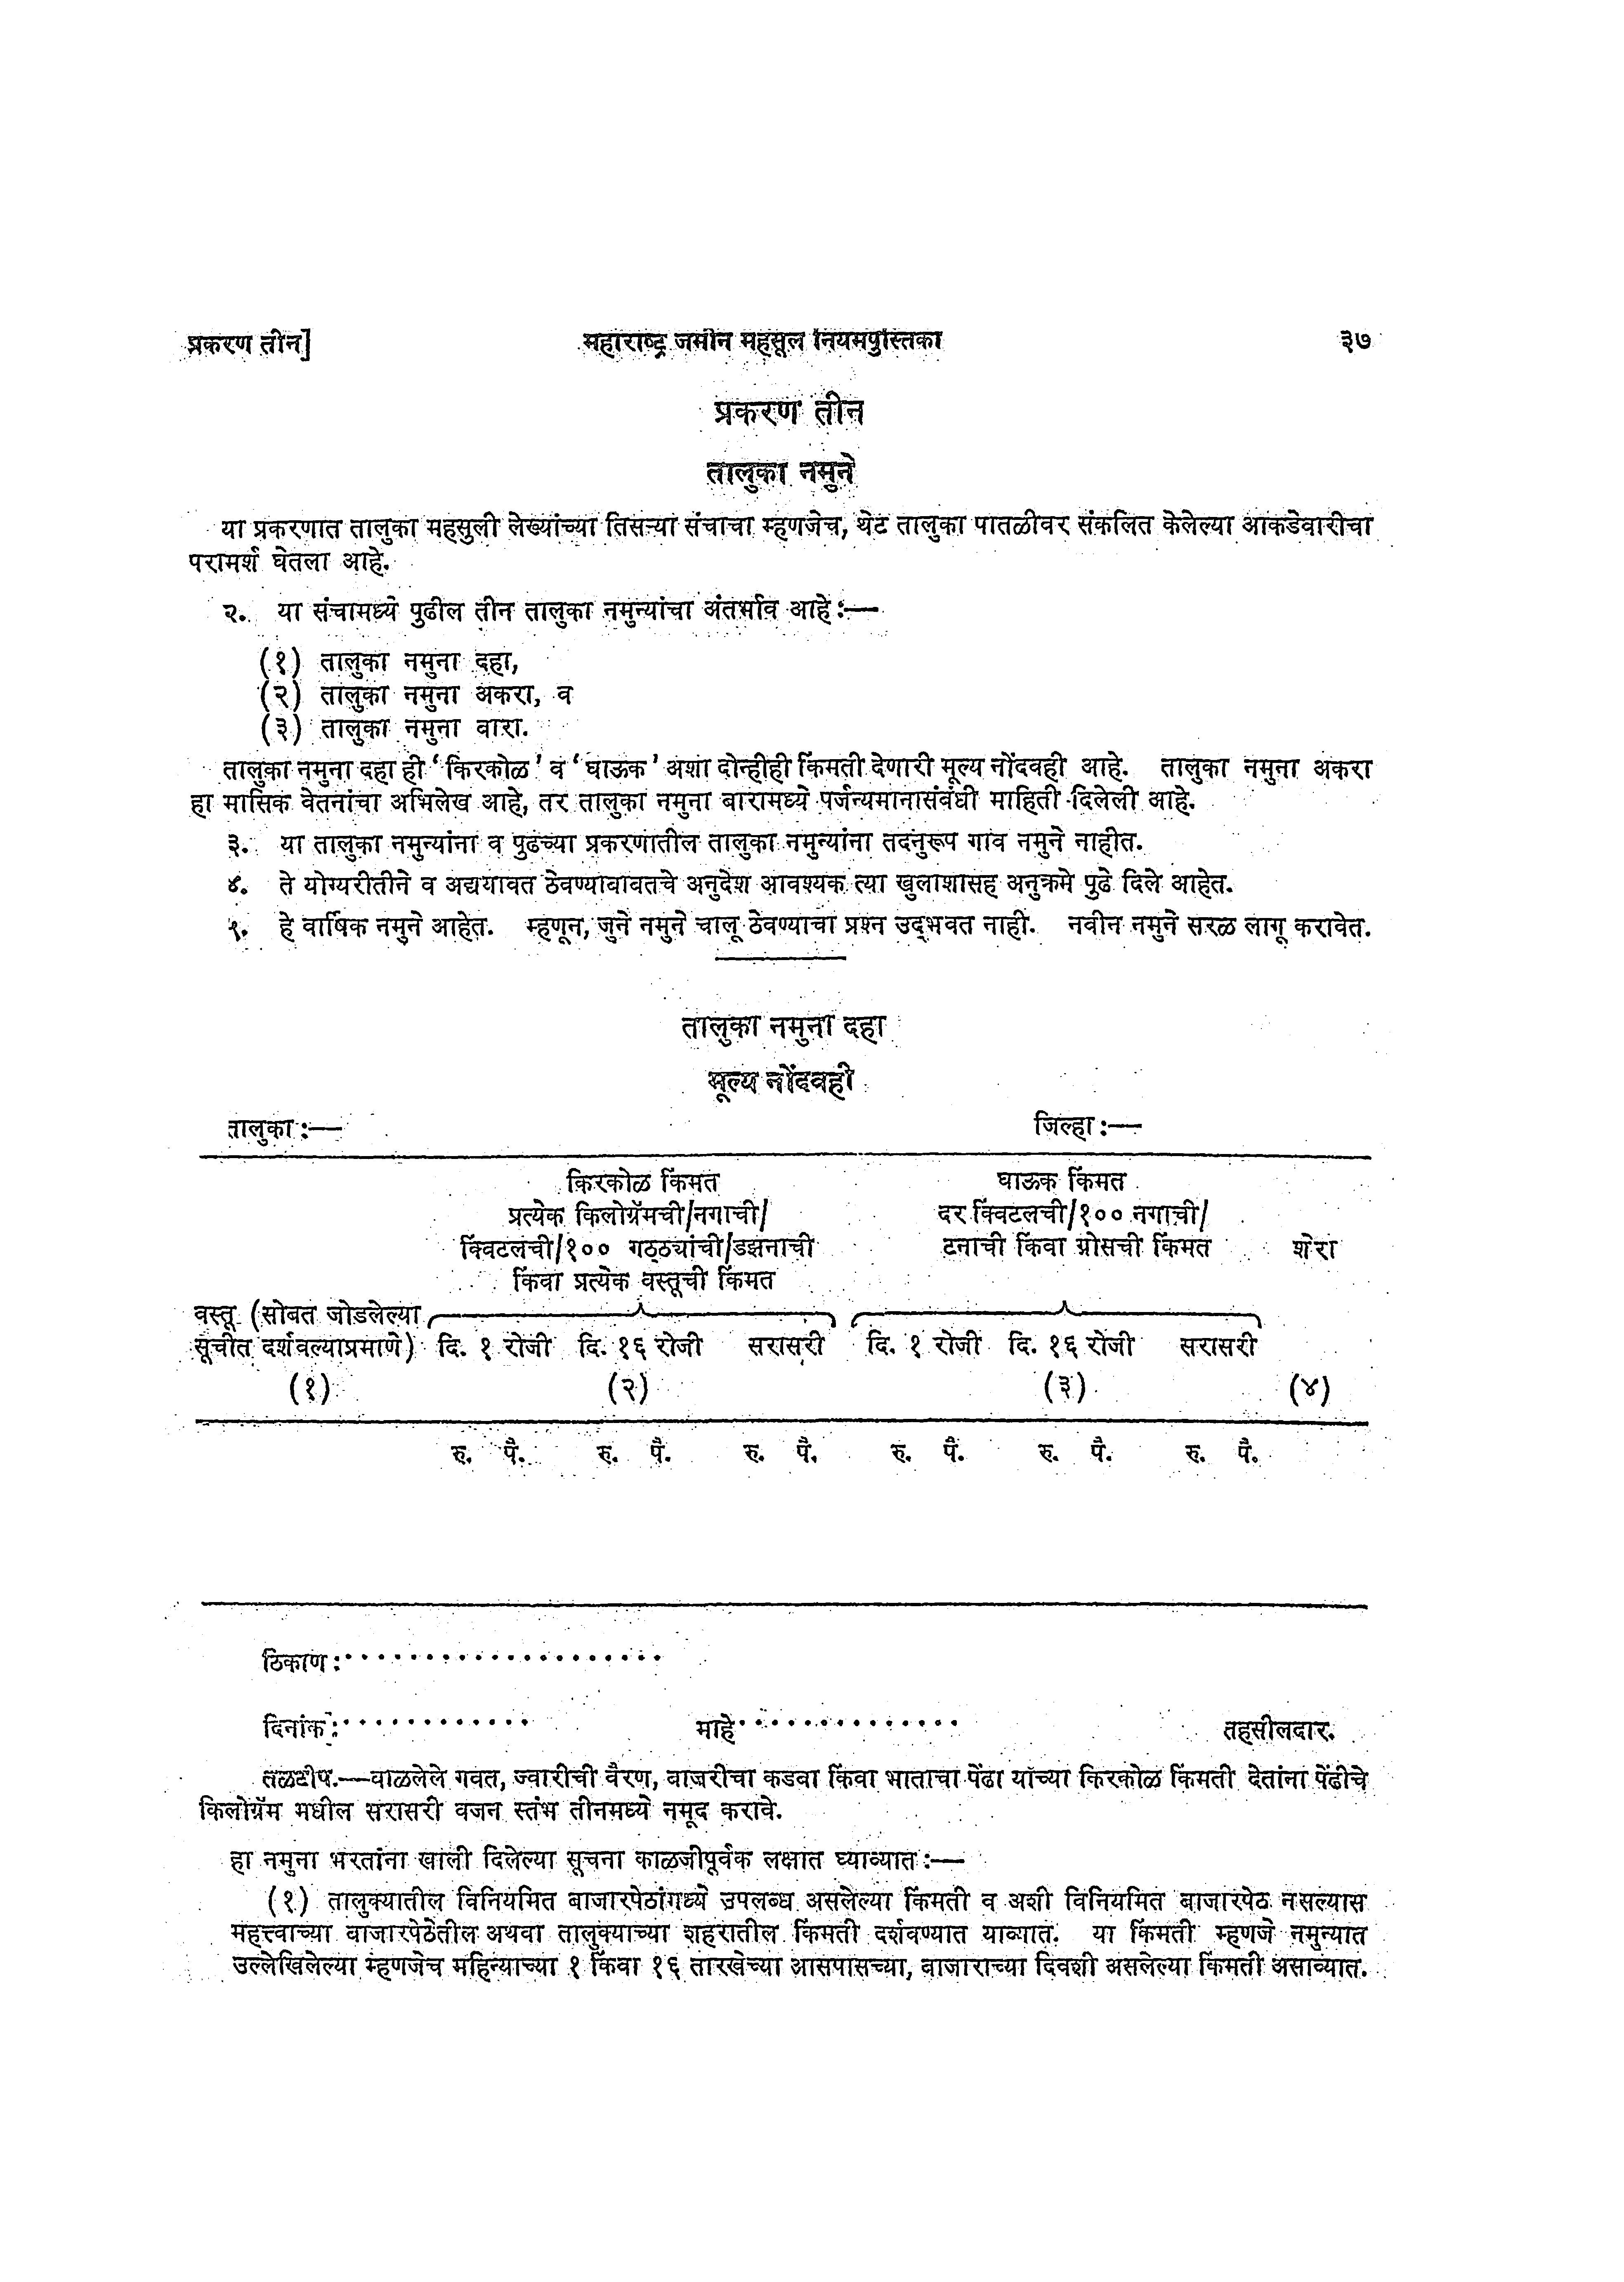 प्रकरण तीन]
महाराष्ट्र जमीन महसूल नियमपुस्तिका
३७
प्रकरण तीन
तालुका नमुने
या प्रकरणात तालुका महसुली लेख्यांच्या तिसऱ्या संचाचा म्हणजेच, थेट तालुका पातळीवर संकलित केलेल्या आकडेवारीचा
परामर्श घेतला आहे.
२. या संचामध्ये पुढील तीन तालुका नमुन्यांचा अंतर्भाव आहे :—
(१) तालुका नमुना दहा,
(२) तालुका नमुना अकरा, व
(३) तालुका नमुना बारा.
तालुका नमुना दहा ही ‘किरकोळ’ व ‘घाऊक’ अशा दोन्हीही किंमती देणारी मूल्य नोंदवही आहे. तालुका नमुना अकरा
हा मासिक वेतनांचा अभिलेख आहे, तर तालुका नमुना बारामध्ये पर्जन्यमानासंबंधी माहिती दिलेली आहे.
३. या तालुका नमुन्यांना व पुढच्या प्रकरणातील तालुका नमुन्यांना तदनुरूप गाव नमुने नाहीत.
४. ते योग्यरीतीने व अद्ययावत ठेवण्याबाबतचे अनुदेश आवश्यक त्या खुलाशासह अनुक्रमे पुढे दिले आहेत.
५. हे वार्षिक नमुने आहेत. म्हणून, जुने नमुने चालू ठेवण्याचा प्रश्न उद्‌भवत नाही. नवीन नमुने सरळ लागू करावेत.
तालुका नमुना दहा
मूल्य नोंदवही
तालुका :— जिल्हा :—
किरकोळ किंमत घाऊक किंमत
प्रत्येक किलोग्रॅमची/नगाची/ दर क्विंटलची/१०० नगाची/
क्विंटलची/१०० गठ्ठ्यांची/डझनाची टनाची किंवा ग्रोसची किंमत शेरा
किंवा प्रत्येक वस्तूची किंमत
वस्तू (सोबत जोडलेल्या
सूचीत दर्शवल्याप्रमाणे) दि. १ रोजी दि. १६ रोजी सरासरी दि. १ रोजी दि. १६ रोजी सरासरी
(१) (२) (३) (४)
रु. पै. रु. पै. रु. पै. रु. पै. रु. पै. रु. पै.
ठिकाण :....................
दिनांक :............ माहे.............. तहसीलदार.
तळटीप.—वाळलेले गवत, ज्वारीची वैरण, बाजरीचा कडबा किंवा भाताचा पेंढा यांच्या किरकोळ किंमती देतांना पेंढीचे
किलोग्रॅम मधील सरासरी वजन स्तंभ तीनमध्ये नमूद करावे.
हा नमुना भरतांना खाली दिलेल्या सूचना काळजीपूर्वक लक्षात घ्याव्यात :—
(१) तालुक्यातील विनियमित बाजारपेठांमध्ये उपलब्ध असलेल्या किंमती व अशी विनियमित बाजारपेठ नसल्यास
महत्त्वाच्या बाजारपेठेतील अथवा तालुक्याच्या शहरातील किंमती दर्शवण्यात याव्यात. या किंमती म्हणजे नमुन्यात
उल्लेखिलेल्या म्हणजेच महिन्याच्या १ किंवा १६ तारखेच्या आसपासच्या, बाजाराच्या दिवशी असलेल्या किंमती असाव्यात.